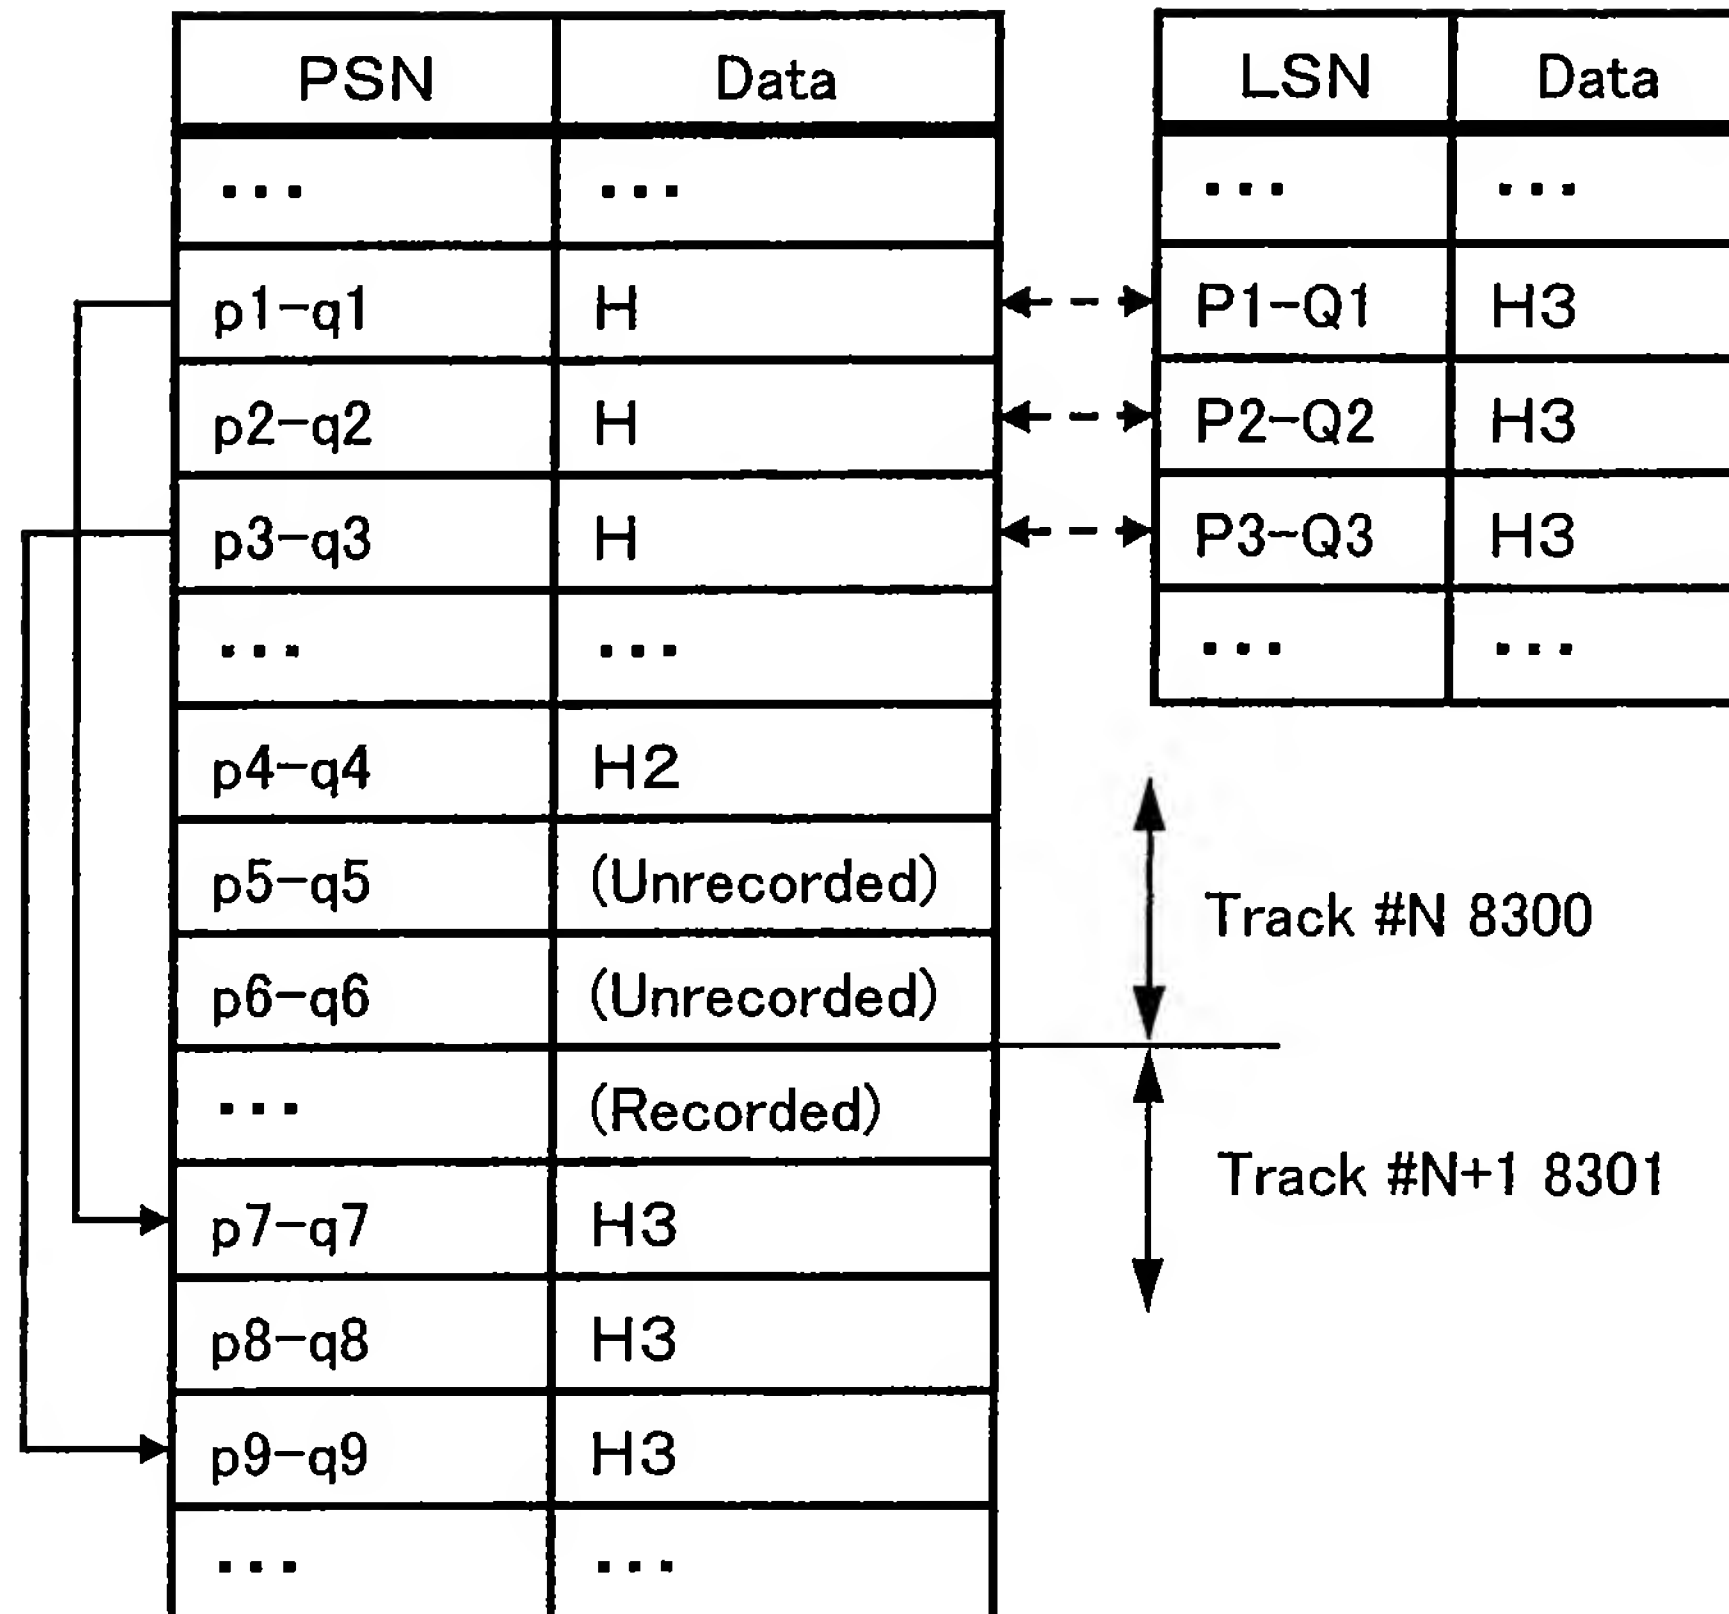 PSN Data
... ...
p1-q1 H
p2-q2 H
p3-q3 H
... ...
p4-q4 H2
p5-q5 (Unrecorded)
p6-q6 (Unrecorded)
... (Recorded)
p7-q7 H3
p8-q8 H3
p9-q9 H3
... ...
LSN Data
... ...
P1-Q1 H3
P2-Q2 H3
P3-Q3 H3
... ...
Track #N 8300
Track #N+1 8301